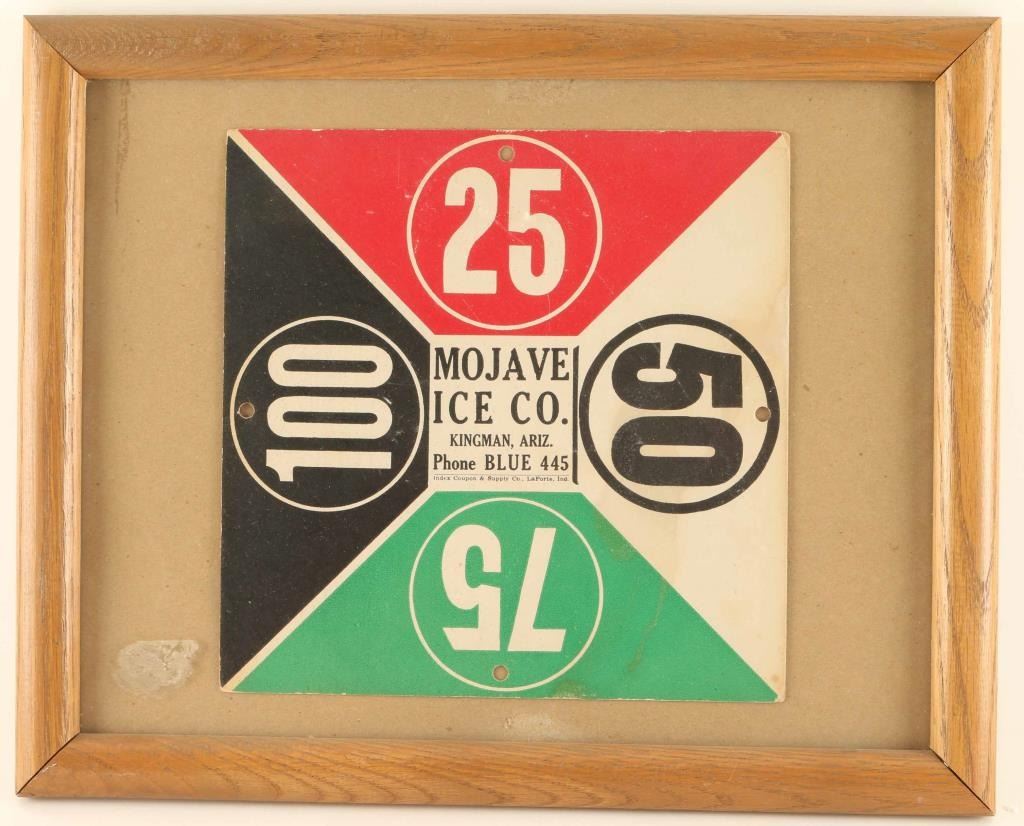 25
100
50
MOJAVE
ICE CO.
KINGMAN, ARIZ.
Phone BLUE 445
Index Coupon & Supply Co., LaPorte, Ind.
75